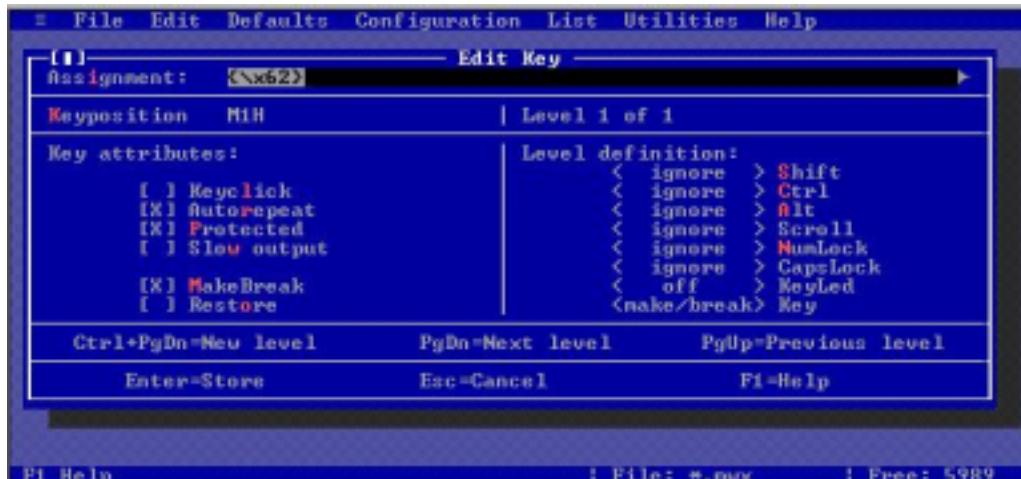 ≡ File Edit Defaults Configuration List Utilities Help
Edit Key
Assignment: {\x62}
Keyposition M1H | Level 1 of 1
Key attributes: Level definition:
< ignore > Shift
[ ] Keyclick < ignore > Ctrl
[X] Autorepeat < ignore > Alt
[X] Protected < ignore > Scroll
[ ] Slow output < ignore > NumLock
< ignore > CapsLock
[X] MakeBreak < off > KeyLed
[ ] Restore <make/break> Key
Ctrl+PgDn=New level PgDn=Next level PgUp=Previous level
Enter=Store Esc=Cancel F1=Help
F1 Help | File: *.mwx | Free: 5989